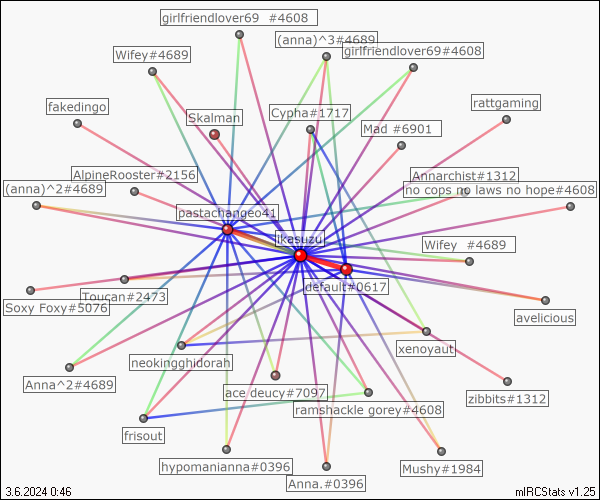 girlfriendlover69  #4608
(anna)^3#4689
girlfriendlover69#4608
Wifey#4689
fakedingo
rattgaming
Skalman
Cypha#1717
Mad #6901
AlpineRooster#2156
Annarchist#1312
(anna)^2#4689
no cops no laws no hope#4608
pastachangeo41
ikasuzu
Wifey  #4689
default#0617
Toucan#2473
Soxy Foxy#5076
avelicious
xenoyaut
neokingghidorah
Anna^2#4689
ace deucy#7097
zibbits#1312
ramshackle gorey#4608
frisout
hypomanianna#0396
Mushy#1984
Anna.#0396
3.6.2024 0:46
mIRCStats v1.25